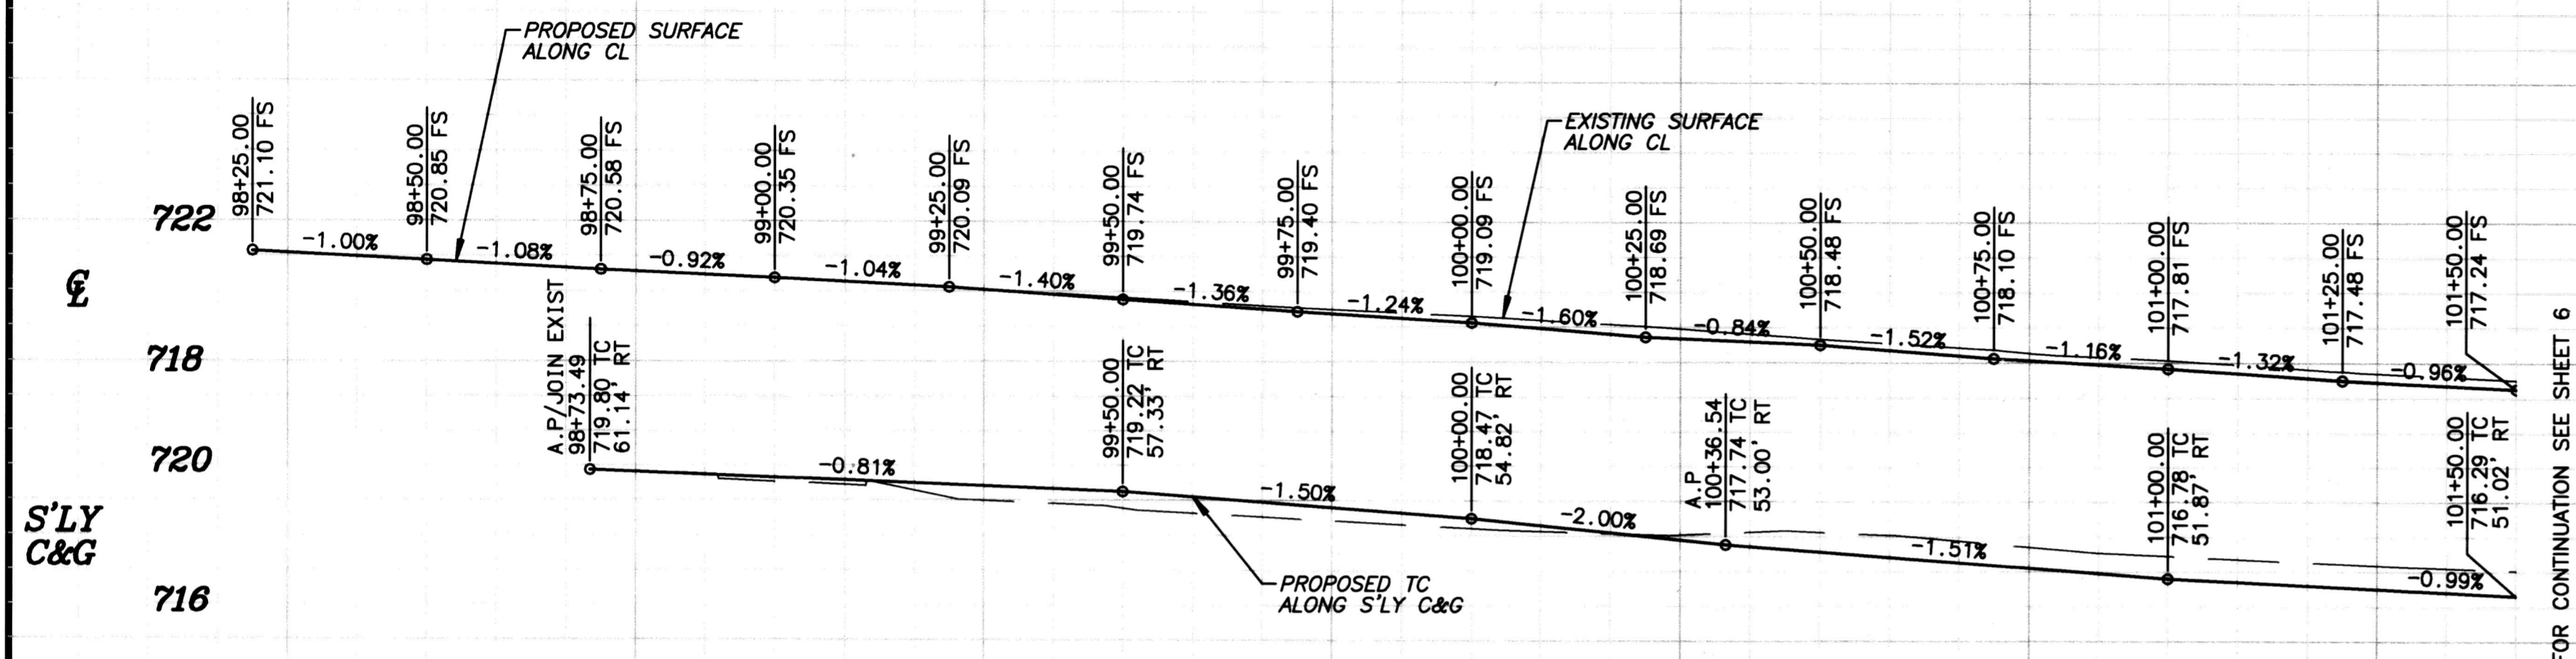 PROPOSED SURFACE
ALONG CL
EXISTING SURFACE
ALONG CL
98+25.00
721.10 FS
98+50.00
720.85 FS
98+75.00
720.58 FS
99+00.00
720.35 FS
99+25.00
720.09 FS
99+50.00
719.74 FS
99+75.00
719.40 FS
100+00.00
719.09 FS
100+25.00
718.69 FS
100+50.00
718.48 FS
100+75.00
718.10 FS
101+00.00
717.81 FS
101+25.00
717.48 FS
101+50.00
717.24 FS
722
℄
718
-1.00%
-1.08%
-0.92%
-1.04%
-1.40%
-1.36%
-1.24%
-1.60%
-0.84%
-1.52%
-1.16%
-1.32%
-0.96%
A.P/JOIN EXIST
98+73.49
719.80 TC
61.14' RT
99+50.00
719.22 TC
57.33' RT
100+00.00
718.47 TC
54.82' RT
A.P
100+36.54
717.74 TC
53.00' RT
101+00.00
716.78 TC
51.87' RT
101+50.00
716.29 TC
51.02' RT
720
S'LY
C&G
716
-0.81%
-1.50%
-2.00%
-1.51%
-0.99%
PROPOSED TC
ALONG S'LY C&G
FOR CONTINUATION SEE SHEET 6